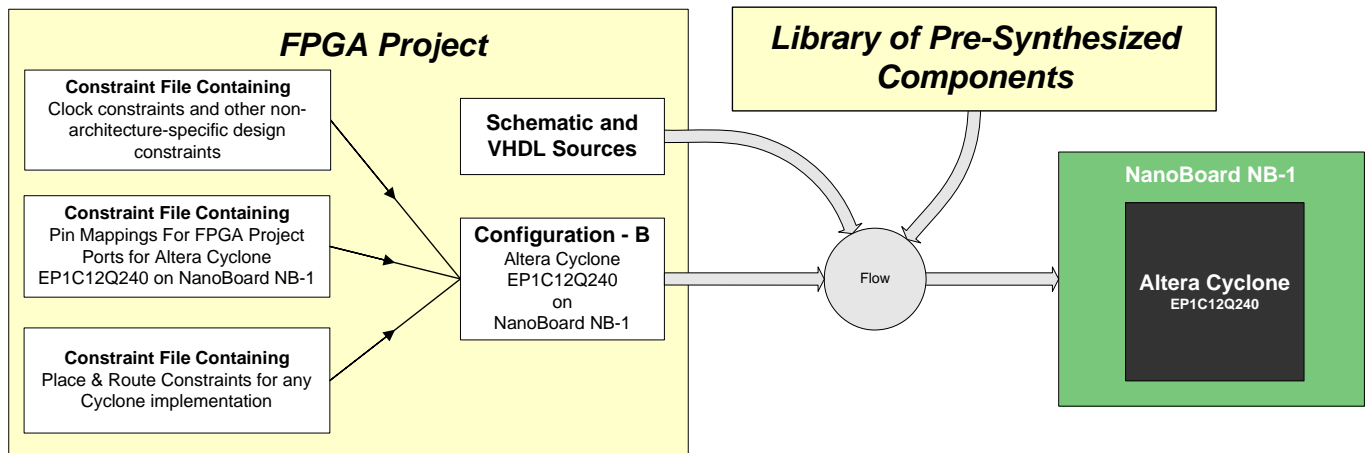 FPGA Project
Constraint File Containing
Clock constraints and other non-
architecture-specific design
constraints
Constraint File Containing
Pin Mappings For FPGA Project
Ports for Altera Cyclone
EP1C12Q240 on NanoBoard NB-1
Constraint File Containing
Place & Route Constraints for any
Cyclone implementation
Schematic and
VHDL Sources
Configuration - B
Altera Cyclone
EP1C12Q240
on
NanoBoard NB-1
Library of Pre-Synthesized
Components
Flow
NanoBoard NB-1
Altera Cyclone
EP1C12Q240